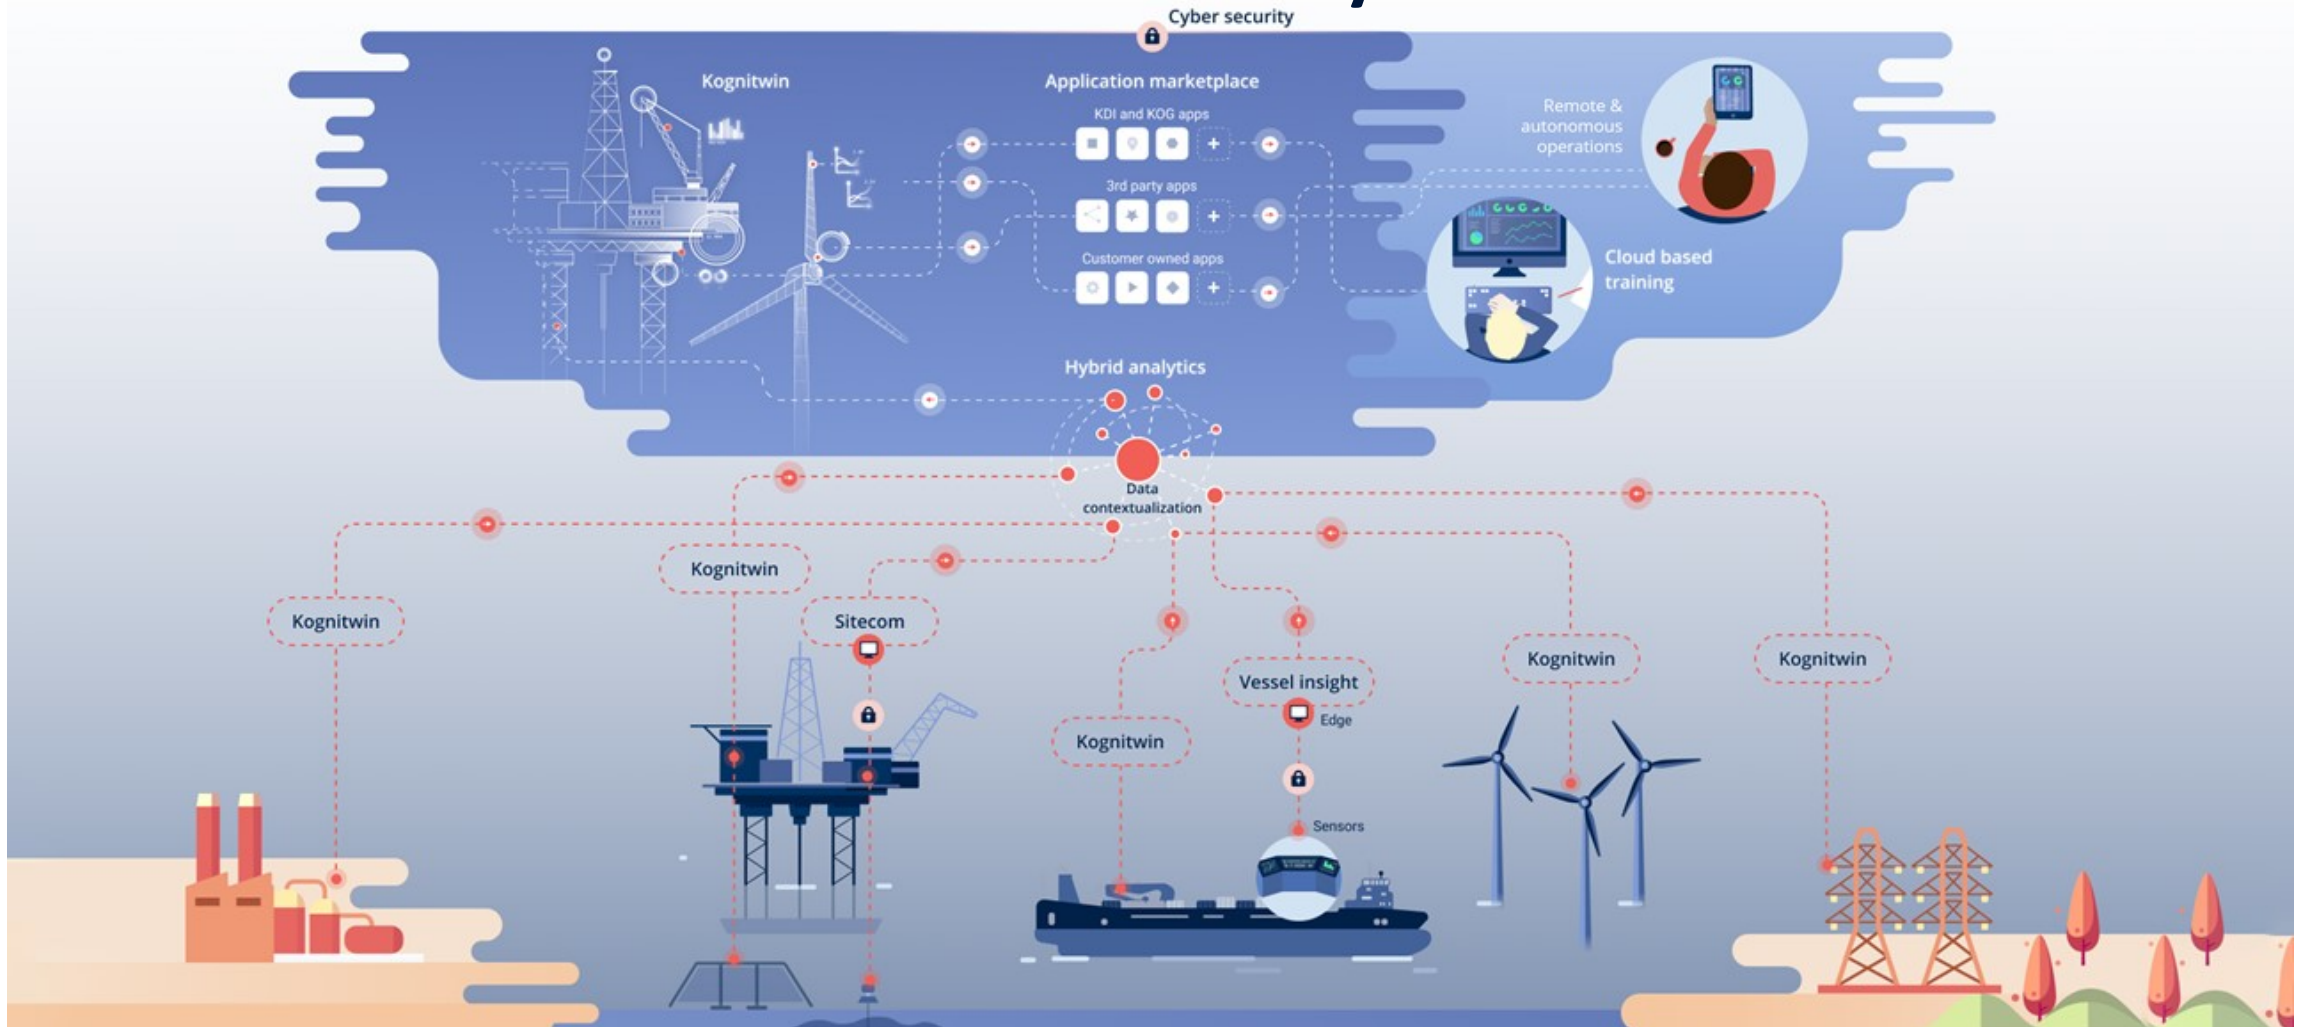 Cyber security
Kognitwin
Application marketplace
KDI and KOG apps
3rd party apps
Customer owned apps
Remote &
autonomous
operations
Cloud based
training
Hybrid analytics
Data
contextualization
Kognitwin
Kognitwin
Sitecom
Kognitwin
Vessel insight
Edge
Sensors
Kognitwin
Kognitwin